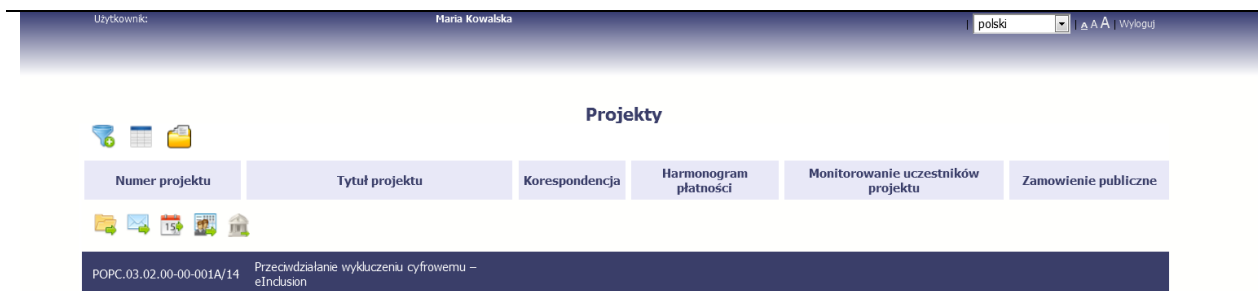 Użytkownik: Maria Kowalska | polski | A A A | Wyloguj
Projekty
Numer projektu Tytuł projektu Korespondencja Harmonogram płatności Monitorowanie uczestników projektu Zamowienie publiczne
15
POPC.03.02.00-00-001A/14 Przeciwdziałanie wykluczeniu cyfrowemu –
eInclusion